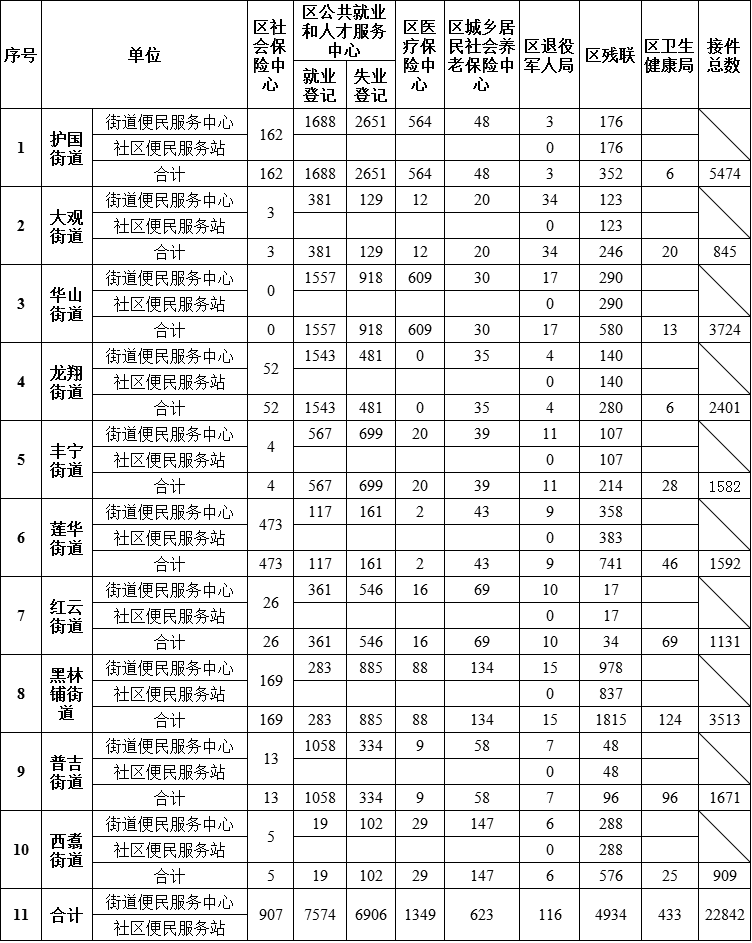 序号 单位 区社会保险中心 区公共就业和人才服务中心 区医疗保险中心 区城乡居民社会养老保险中心 区退役军人局 区残联 区卫生健康局 接件总数
就业登记 失业登记
1 护国街道 街道便民服务中心 162 1688 2651 564 48 3 176
社区便民服务站 0 176
合计 162 1688 2651 564 48 3 352 6 5474
2 大观街道 街道便民服务中心 3 381 129 12 20 34 123
社区便民服务站 0 123
合计 3 381 129 12 20 34 246 20 845
3 华山街道 街道便民服务中心 0 1557 918 609 30 17 290
社区便民服务站 0 290
合计 0 1557 918 609 30 17 580 13 3724
4 龙翔街道 街道便民服务中心 52 1543 481 0 35 4 140
社区便民服务站 0 140
合计 52 1543 481 0 35 4 280 6 2401
5 丰宁街道 街道便民服务中心 4 567 699 20 39 11 107
社区便民服务站 0 107
合计 4 567 699 20 39 11 214 28 1582
6 莲华街道 街道便民服务中心 473 117 161 2 43 9 358
社区便民服务站 0 383
合计 473 117 161 2 43 9 741 46 1592
7 红云街道 街道便民服务中心 26 361 546 16 69 10 17
社区便民服务站 0 17
合计 26 361 546 16 69 10 34 69 1131
8 黑林铺街道 街道便民服务中心 169 283 885 88 134 15 978
社区便民服务站 0 837
合计 169 283 885 88 134 15 1815 124 3513
9 普吉街道 街道便民服务中心 13 1058 334 9 58 7 48
社区便民服务站 0 48
合计 13 1058 334 9 58 7 96 96 1671
10 西翥街道 街道便民服务中心 5 19 102 29 147 6 288
社区便民服务站 0 288
合计 5 19 102 29 147 6 576 25 909
11 合计 街道便民服务中心 907 7574 6906 1349 623 116 4934 433 22842
社区便民服务站